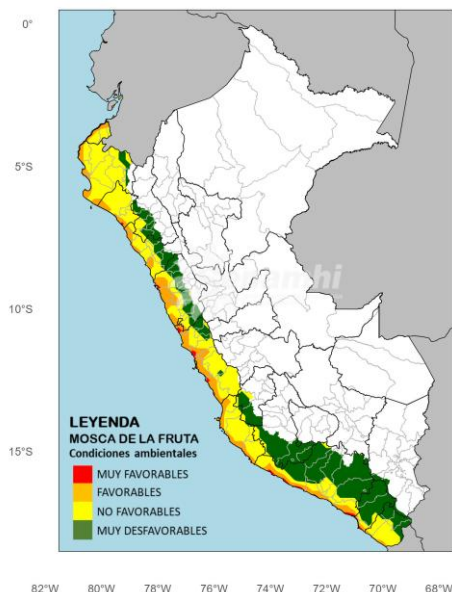 0°
5°S
10°S
15°S
LEYENDA
MOSCA DE LA FRUTA
Condiciones ambientales
MUY FAVORABLES
FAVORABLES
NO FAVORABLES
MUY DESFAVORABLES
82°W 80°W 78°W 76°W 74°W 72°W 70°W 68°W